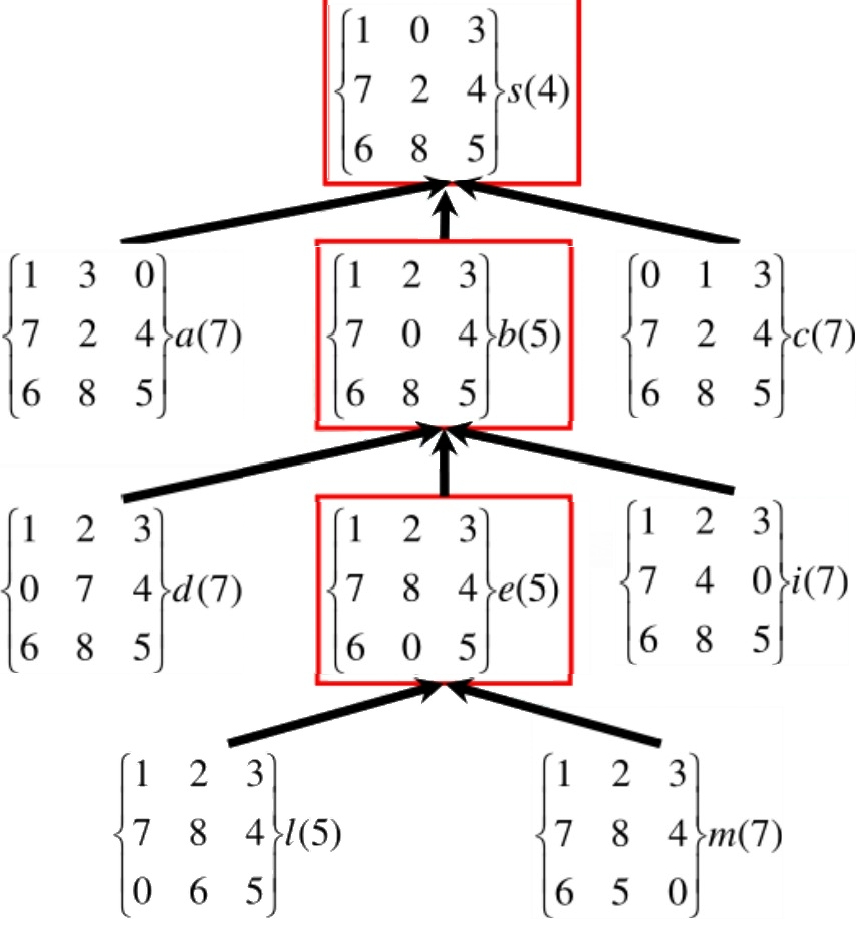 1 0 3
7 2 4 s(4)
6 8 5
1 3 0
7 2 4 a(7)
6 8 5
1 2 3
7 0 4 b(5)
6 8 5
0 1 3
7 2 4 c(7)
6 8 5
1 2 3
0 7 4 d(7)
6 8 5
1 2 3
7 8 4 e(5)
6 0 5
1 2 3
7 4 0 i(7)
6 8 5
1 2 3
7 8 4 l(5)
0 6 5
1 2 3
7 8 4 m(7)
6 5 0